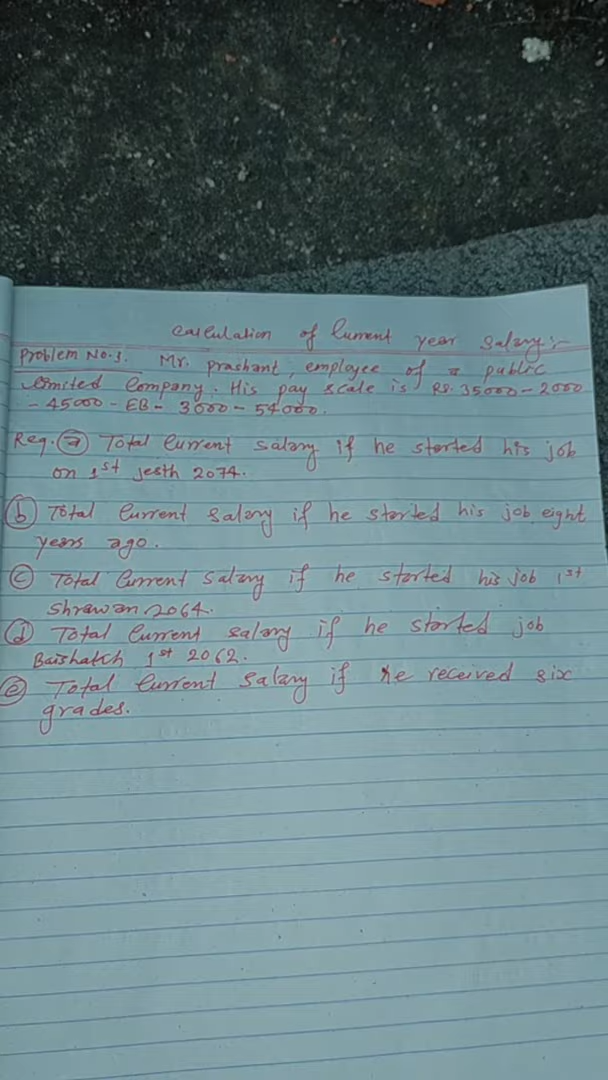 Calculation of Current year salary:-
Problem No.3. Mr. prashant, employee of a public
limited Company. His pay scale is Rs. 35000-2000
- 45000 - EB - 3000 - 54000.
Req. (a) Total Current salary if he started his job
on 1st jesth 2074.
(b) Total Current salary if he started his job eight
years ago.
(c) Total Current salary if he started his job 1st
Shrawan 2064.
(d) Total Current salary if he started job
Baishakh 1st 2062.
(e) Total Current salary if he received six
grades.